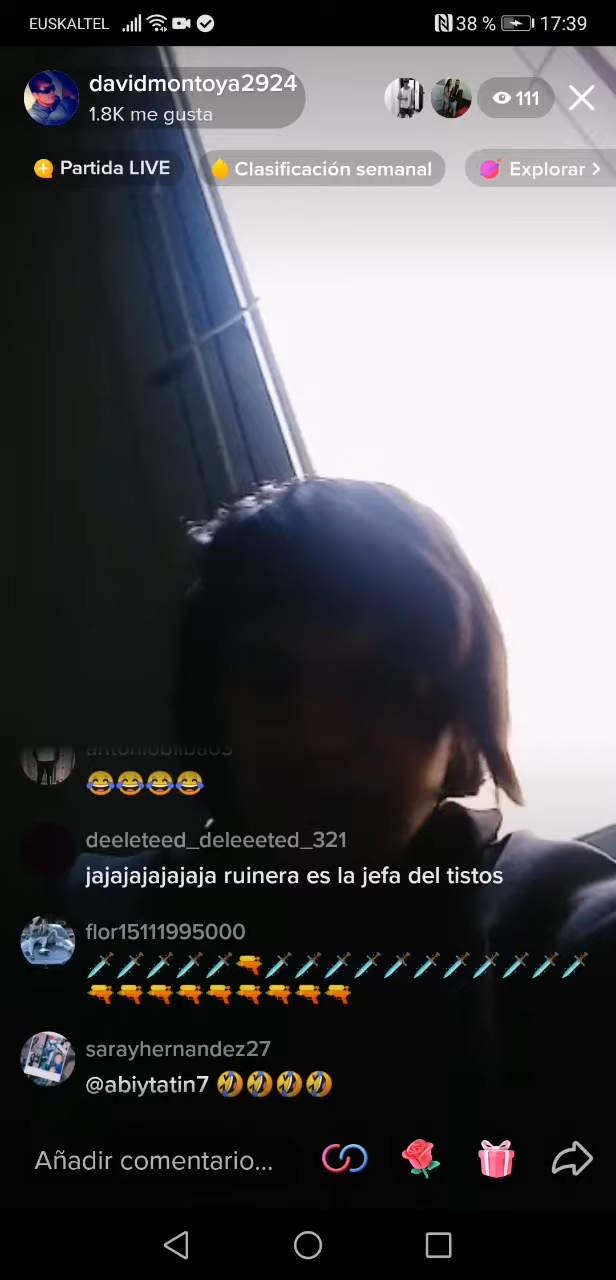 EUSKALTEL
38 %
17:39
davidmontoya2924
1.8K me gusta
111
Partida LIVE
Clasificación semanal
Explorar
deeleteed_deleeeted_321
jajajajajajaja ruinera es la jefa del tistos
flor15111995000
sarayhernandez27
@abiytatin7 🤣🤣🤣🤣
Añadir comentario...